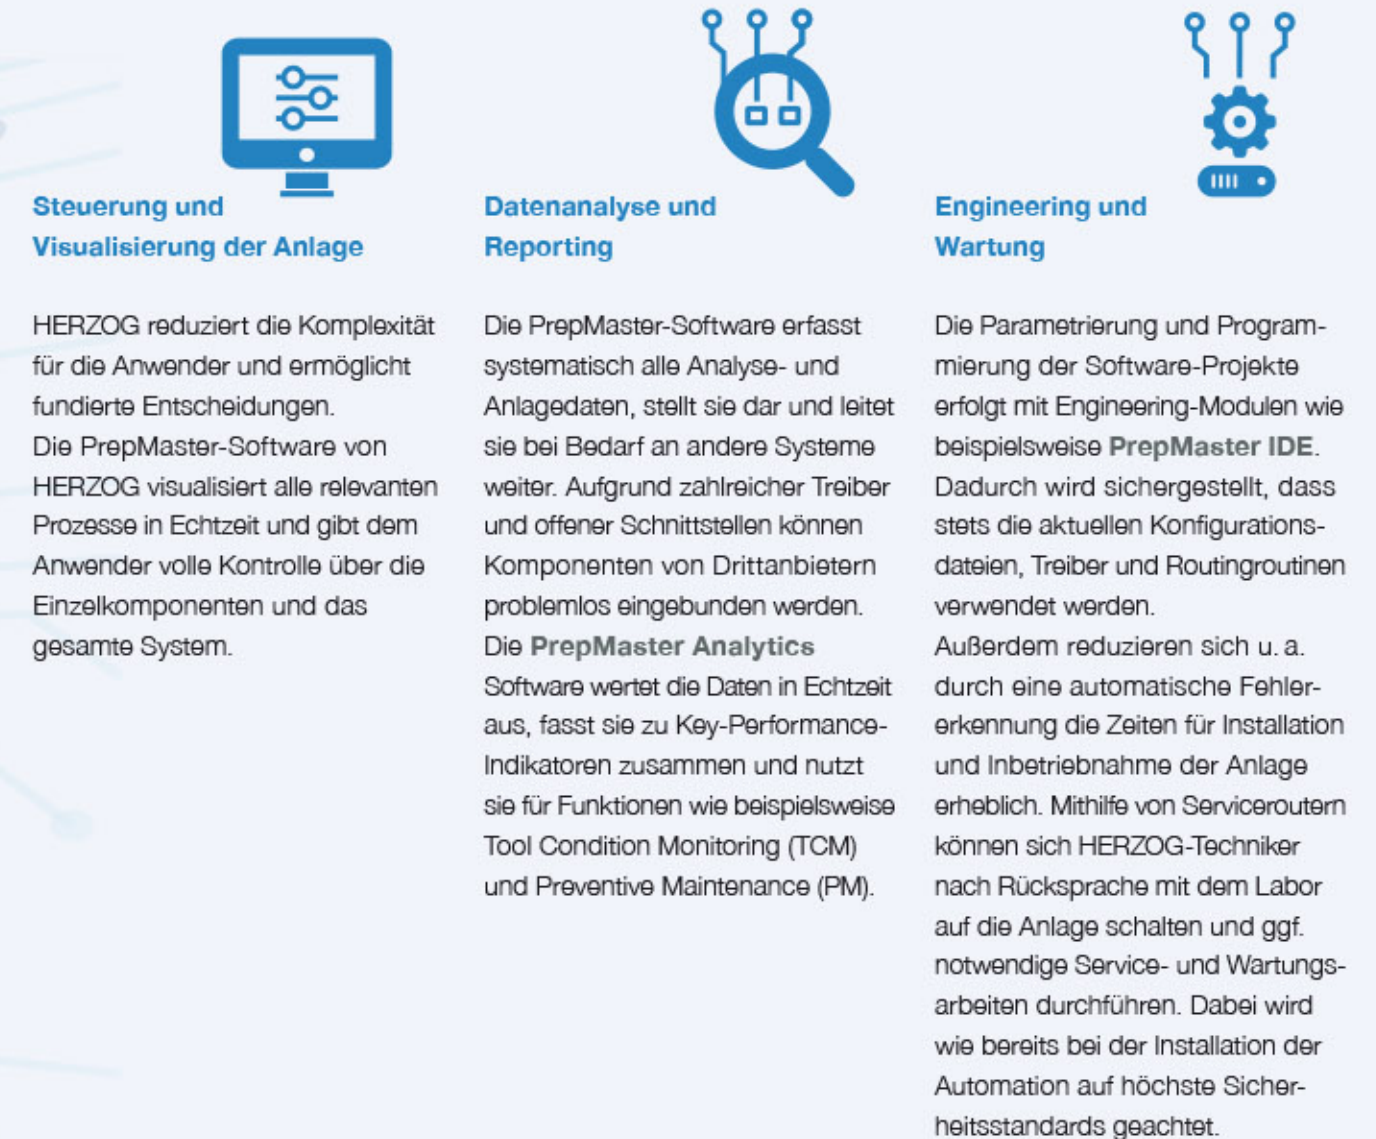 Steuerung und
Visualisierung der Anlage
HERZOG reduziert die Komplexität
für die Anwender und ermöglicht
fundierte Entscheidungen.
Die PrepMaster-Software von
HERZOG visualisiert alle relevanten
Prozesse in Echtzeit und gibt dem
Anwender volle Kontrolle über die
Einzelkomponenten und das
gesamte System.
Datenanalyse und
Reporting
Die PrepMaster-Software erfasst
systematisch alle Analyse- und
Anlagedaten, stellt sie dar und leitet
sie bei Bedarf an andere Systeme
weiter. Aufgrund zahlreicher Treiber
und offener Schnittstellen können
Komponenten von Drittanbietern
problemlos eingebunden werden.
Die PrepMaster Analytics
Software wertet die Daten in Echtzeit
aus, fasst sie zu Key-Performance-
Indikatoren zusammen und nutzt
sie für Funktionen wie beispielsweise
Tool Condition Monitoring (TCM)
und Preventive Maintenance (PM).
Engineering und
Wartung
Die Parametrierung und Program-
mierung der Software-Projekte
erfolgt mit Engineering-Modulen wie
beispielsweise PrepMaster IDE.
Dadurch wird sichergestellt, dass
stets die aktuellen Konfigurations-
dateien, Treiber und Routingroutinen
verwendet werden.
Außerdem reduzieren sich u. a.
durch eine automatische Fehler-
erkennung die Zeiten für Installation
und Inbetriebnahme der Anlage
erheblich. Mithilfe von Serviceroutern
können sich HERZOG-Techniker
nach Rücksprache mit dem Labor
auf die Anlage schalten und ggf.
notwendige Service- und Wartungs-
arbeiten durchführen. Dabei wird
wie bereits bei der Installation der
Automation auf höchste Sicher-
heitsstandards geachtet.